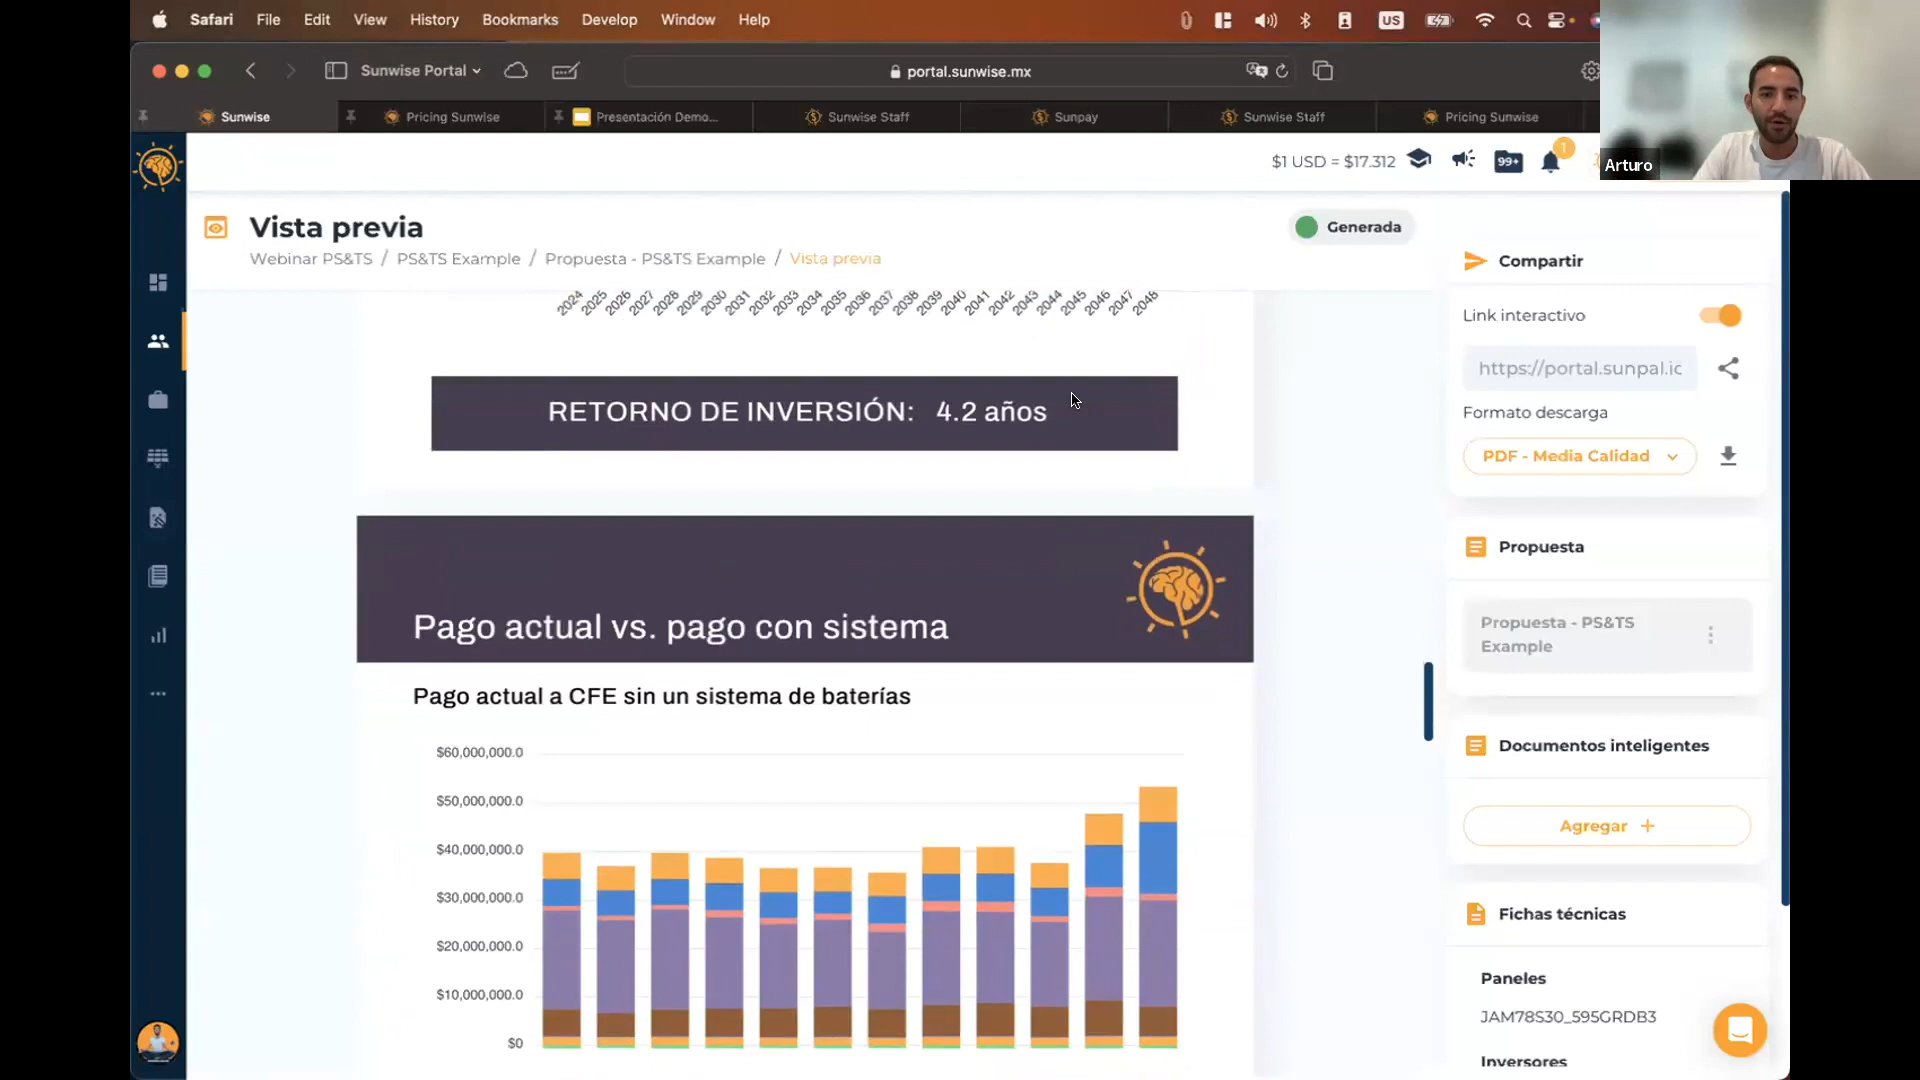 Safari File Edit View History Bookmarks Develop Window Help
US
Sunwise Portal
portal.sunwise.mx
Sunwise
Pricing Sunwise
Presentación Demo...
Sunwise Staff
Sunpay
Sunwise Staff
Pricing Sunwise
Arturo
$1 USD = $17.312
99+
1
Vista previa
Generada
Webinar PS&TS / PS&TS Example / Propuesta - PS&TS Example / Vista previa
2024 2025 2026 2027 2028 2029 2030 2031 2032 2033 2034 2035 2036 2037 2038 2039 2040 2041 2042 2043 2044 2045 2046 2047 2048
RETORNO DE INVERSIÓN: 4.2 años
Pago actual vs. pago con sistema
Pago actual a CFE sin un sistema de baterías
$60,000,000.0
$50,000,000.0
$40,000,000.0
$30,000,000.0
$20,000,000.0
$10,000,000.0
$0
Compartir
Link interactivo
https://portal.sunpal.ic
Formato descarga
PDF - Media Calidad
Propuesta
Propuesta - PS&TS
Example
Documentos inteligentes
Agregar +
Fichas técnicas
Paneles
JAM78S30_595GRDB3
Inversores